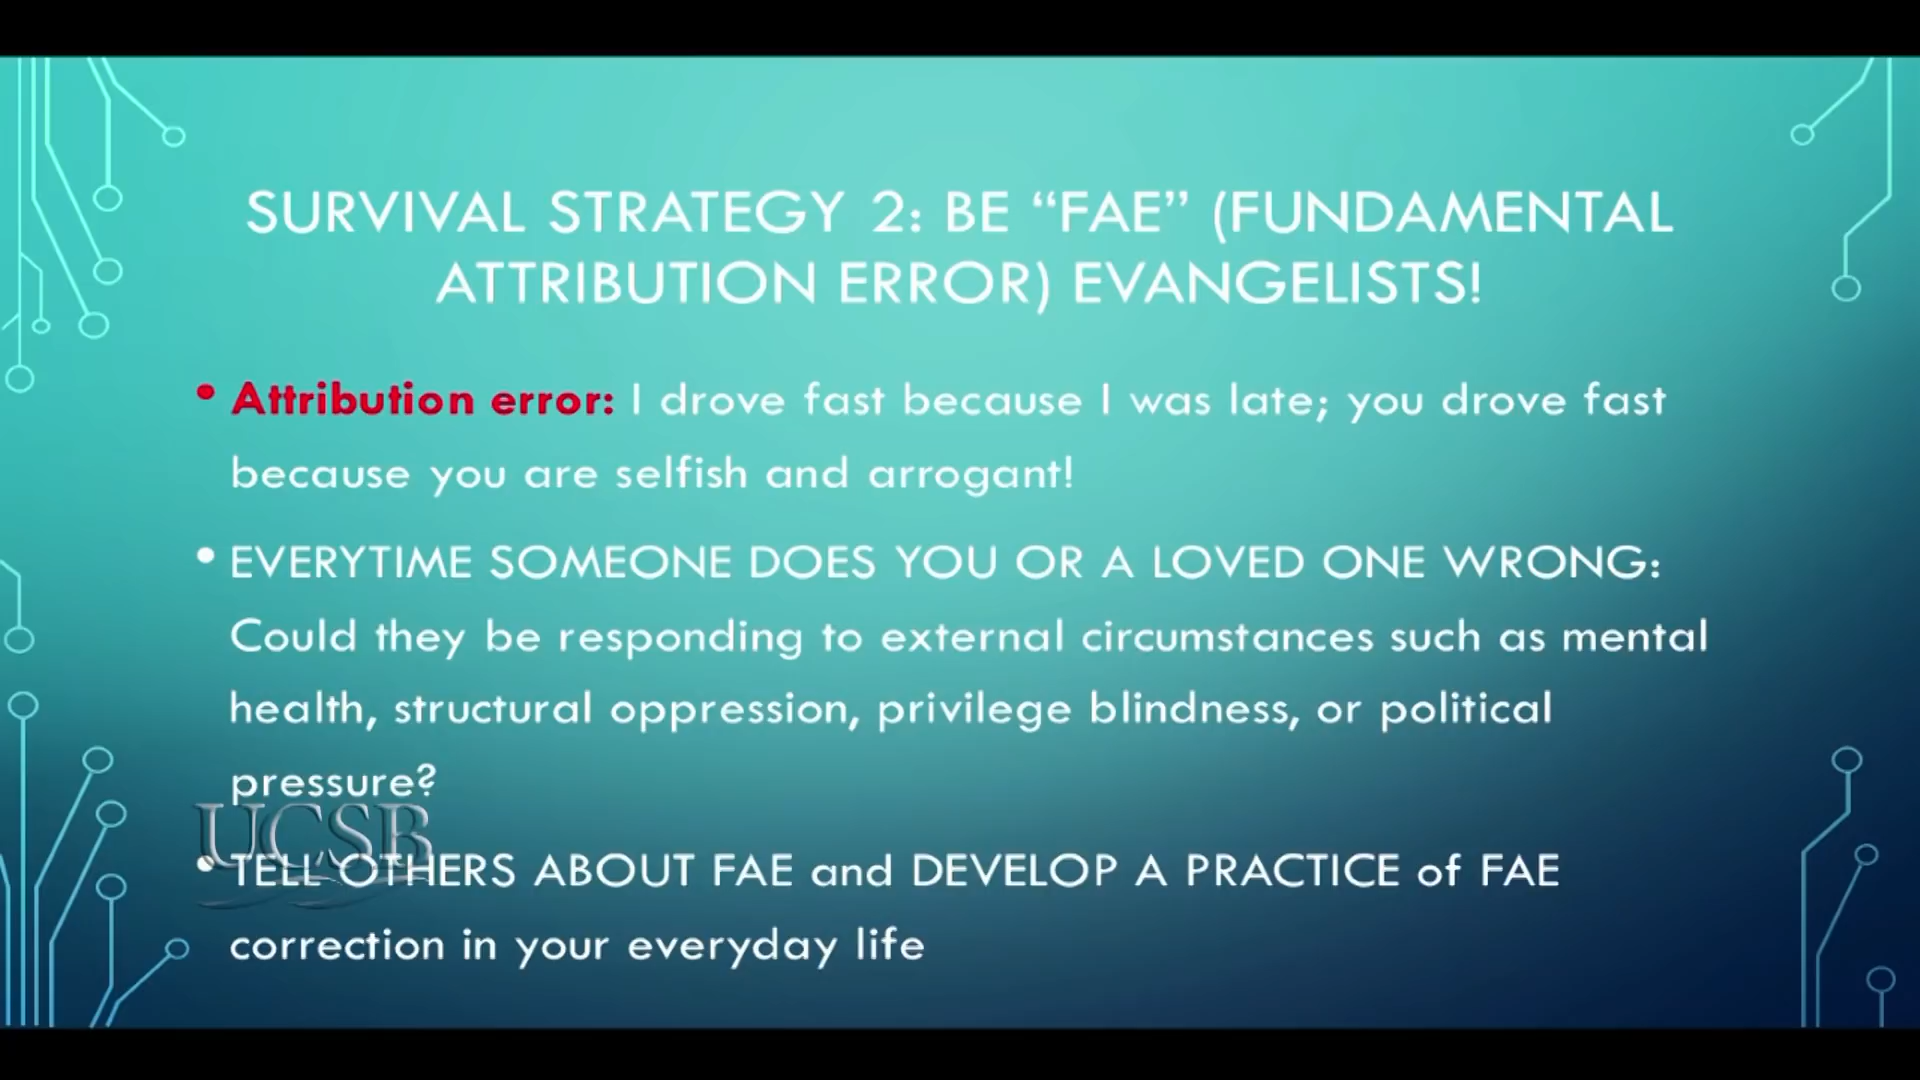 SURVIVAL STRATEGY 2: BE “FAE” (FUNDAMENTAL
ATTRIBUTION ERROR) EVANGELISTS!
• Attribution error: I drove fast because I was late; you drove fast
because you are selfish and arrogant!
• EVERYTIME SOMEONE DOES YOU OR A LOVED ONE WRONG:
Could they be responding to external circumstances such as mental
health, structural oppression, privilege blindness, or political
pressure?
UCSB
• TELL OTHERS ABOUT FAE and DEVELOP A PRACTICE of FAE
correction in your everyday life